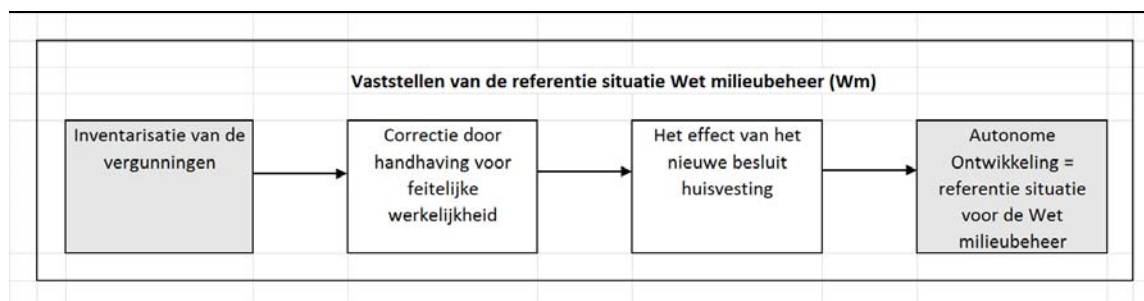 Vaststellen van de referentie situatie Wet milieubeheer (Wm)
Inventarisatie van de
vergunningen
Correctie door
handhaving voor
feitelijke
werkelijkheid
Het effect van het
nieuwe besluit
huisvesting
Autonome
Ontwikkeling =
referentie situatie
voor de Wet
milieubeheer